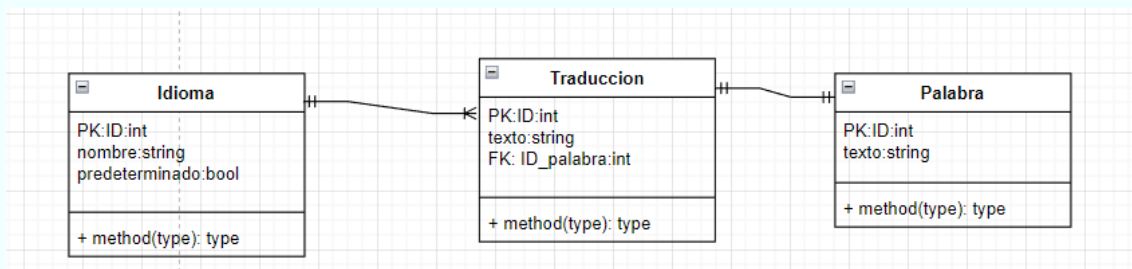 Idioma
PK:ID:int
nombre:string
predeterminado:bool
+ method(type): type
Traduccion
PK:ID:int
texto:string
FK: ID_palabra:int
+ method(type): type
Palabra
PK:ID:int
texto:string
+ method(type): type